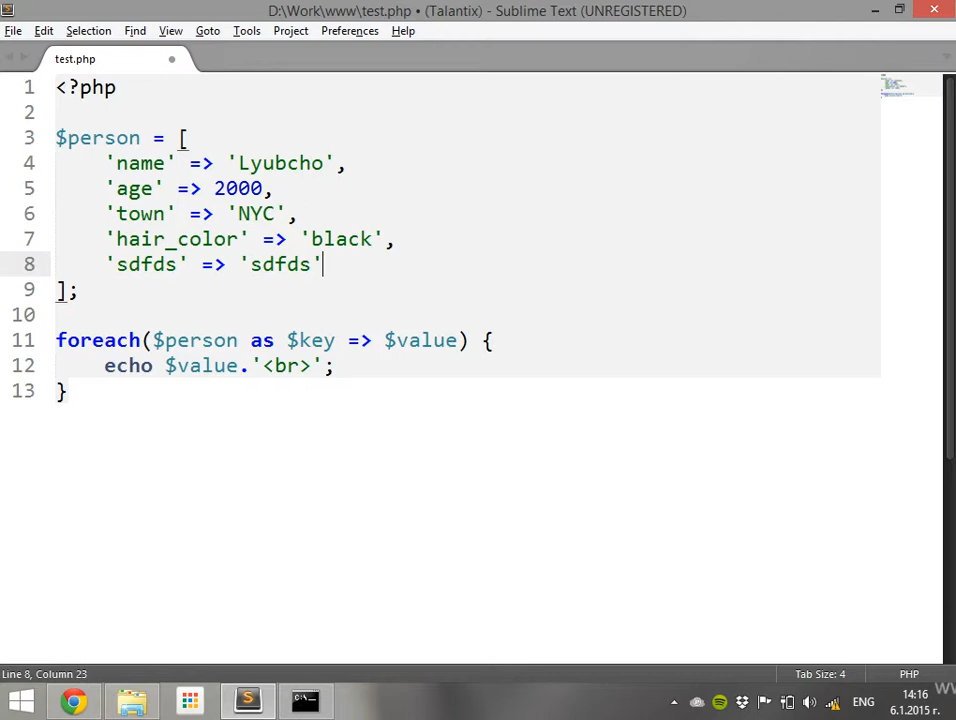 D:\Work\www\test.php • (Talantix) - Sublime Text (UNREGISTERED)
File Edit Selection Find View Goto Tools Project Preferences Help
test.php
1 <?php
2
3 $person = [
4 'name' => 'Lyubcho',
5 'age' => 2000,
6 'town' => 'NYC',
7 'hair_color' => 'black',
8 'sdfds' => 'sdfds'
9 ];
10
11 foreach($person as $key => $value) {
12 echo $value.'<br>';
13 }
Line 8, Column 23 Tab Size: 4 PHP
ЕНГ 14:16
6.1.2015 г.